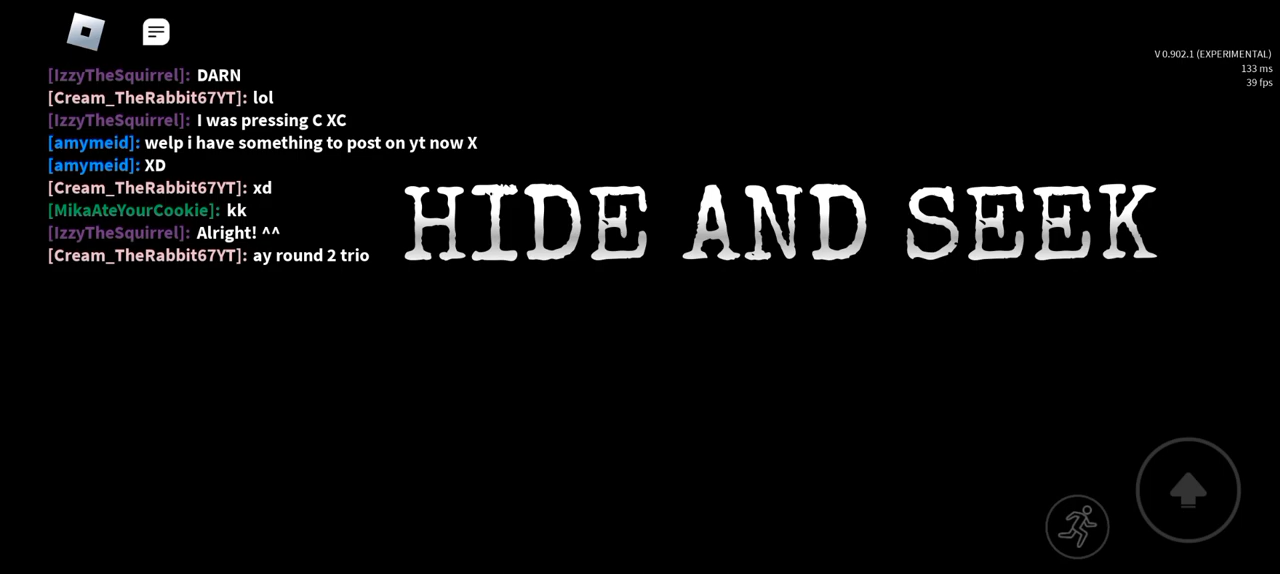 V 0.902.1 (EXPERIMENTAL)
133 ms
39 fps
[IzzyTheSquirrel]: DARN
[Cream_TheRabbit67YT]: lol
[IzzyTheSquirrel]: I was pressing C XC
[amymeid]: welp i have something to post on yt now X
[amymeid]: XD
[Cream_TheRabbit67YT]: xd
[MikaAteYourCookie]: kk
[IzzyTheSquirrel]: Alright! ^^
[Cream_TheRabbit67YT]: ay round 2 trio
HIDE AND SEEK